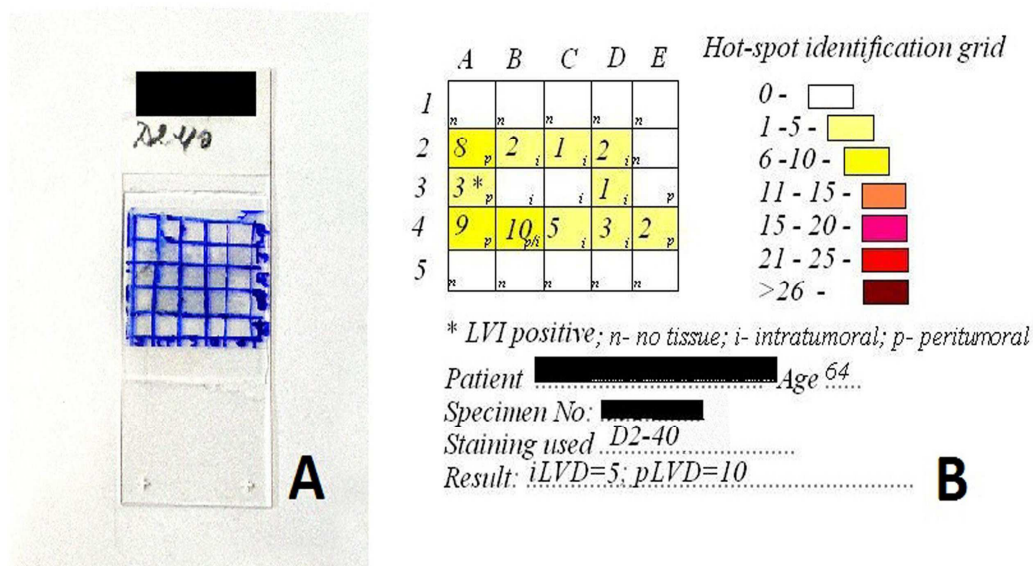 D2-40
A
A B C D E
Hot-spot identification grid
1 n n n n n
2 8 p 2 i 1 i 2 i n
3 3* p i i 1 i p
4 9 p 10 p/i 5 i 3 i 2 p
5 n n n n n
0 -
1 -5 -
6 -10 -
11 - 15 -
15 - 20 -
21 - 25 -
>26 -
* LVI positive; n- no tissue; i- intratumoral; p- peritumoral
Patient Age 64
Specimen No:
Staining used D2-40
Result: iLVD=5; pLVD=10
B